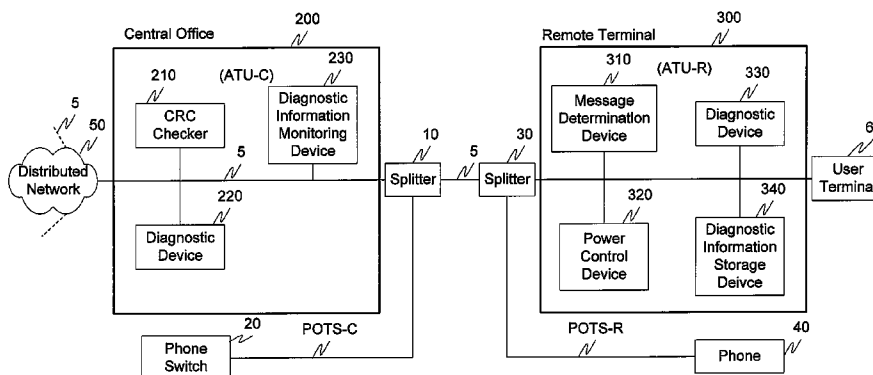 Central Office
200
(ATU-C)
210
CRC
Checker
230
Diagnostic
Information
Monitoring
Device
5
50
Distributed
Network
5
220
Diagnostic
Device
10
Splitter
5
30
Splitter
Remote Terminal
300
(ATU-R)
310
Message
Determination
Device
330
Diagnostic
Device
320
Power
Control
Device
340
Diagnostic
Information
Storage
Deivce
6
User
Terminal
20
Phone
Switch
POTS-C
POTS-R
Phone
40